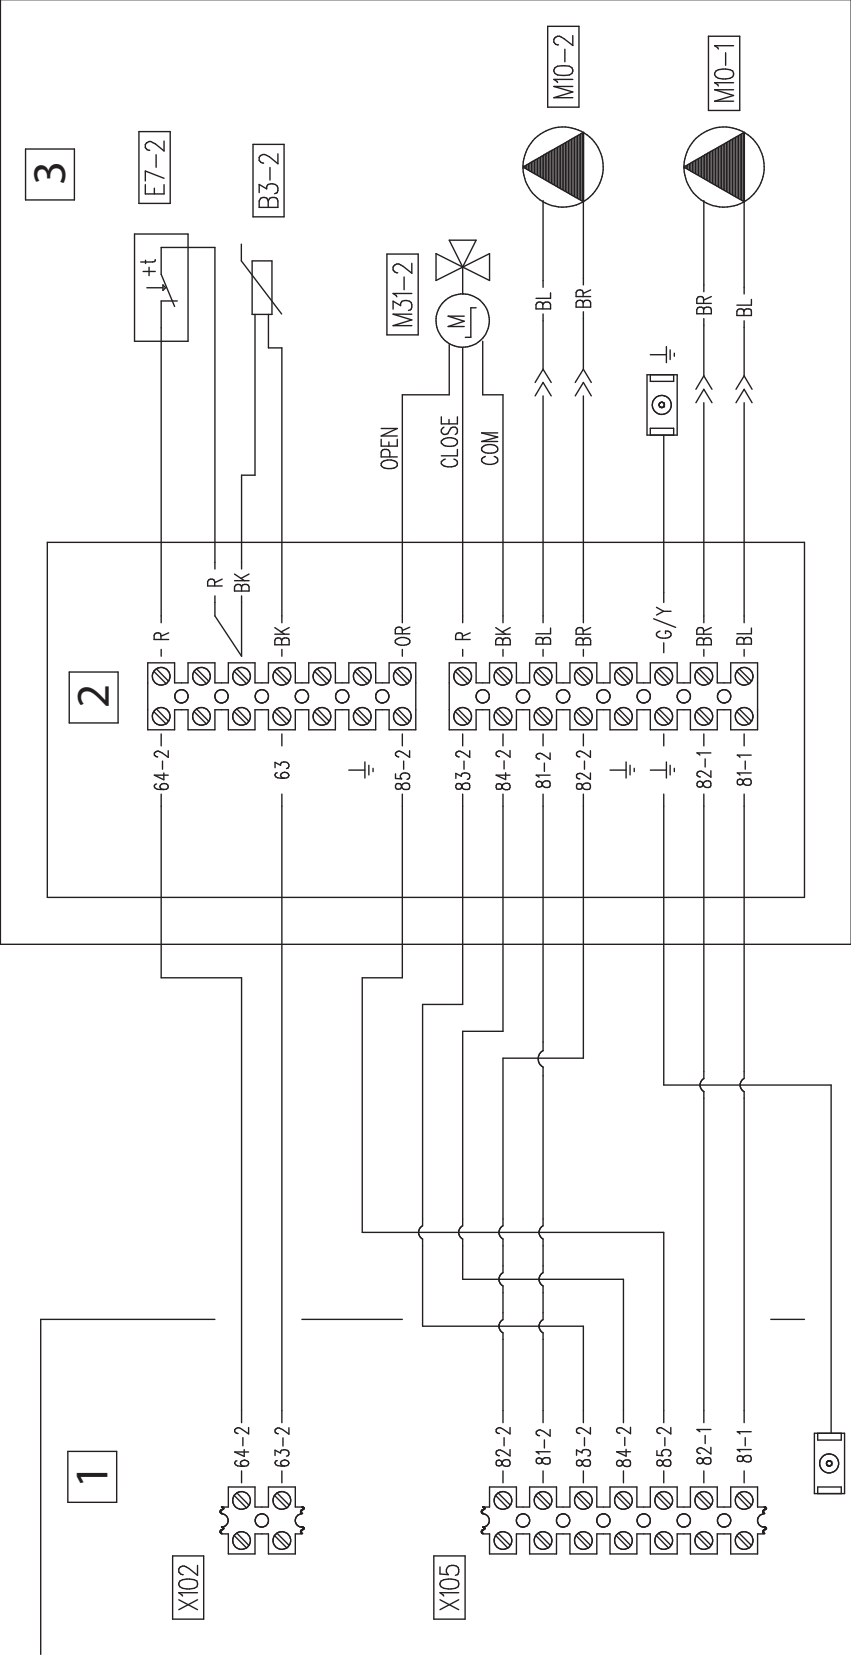 3
E7-2
B3-2
M31-2
M10-2
M10-1
+t
M
OPEN
CLOSE
COM
BL
BR
BR
BL
2
R
R
BK
BK
OR
R
BK
BL
BR
G/Y
BR
BL
64-2
63
85-2
83-2
84-2
81-2
82-2
82-1
81-1
1
64-2
63-2
82-2
81-2
83-2
84-2
85-2
82-1
81-1
X102
X105